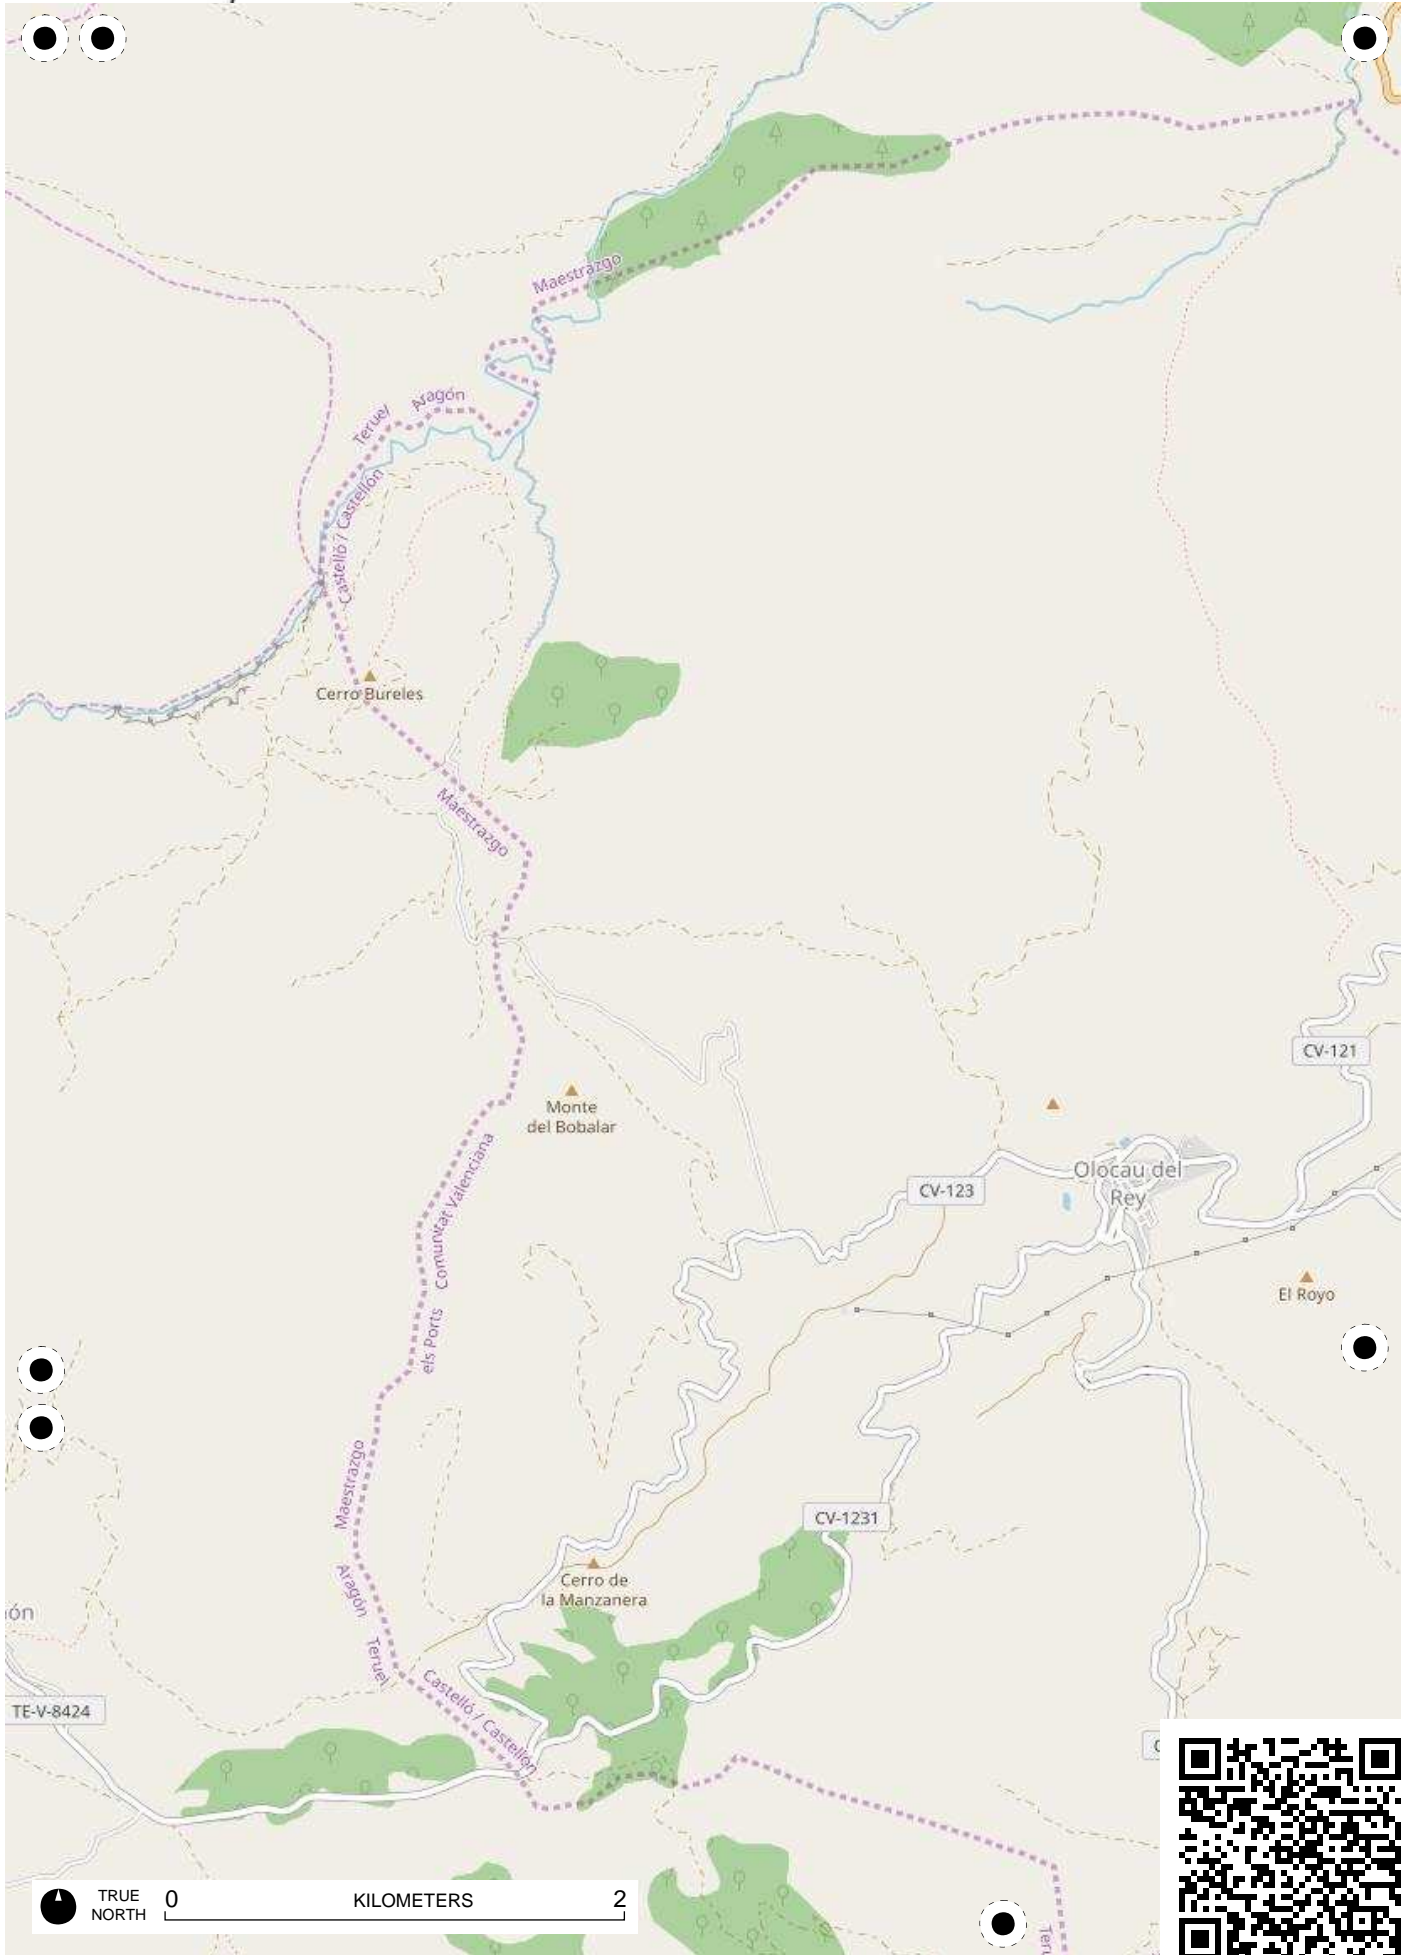 Maestrazgo
Teruel
Aragón
Castelló / Castellón
Cerro Bureles
Maestrazgo
CV-121
Monte
del Bobalar
Comunitat Valenciana
els Ports
Olocau del
Rey
CV-123
El Royo
Maestrazgo
Aragón
Teruel
CV-1231
Cerro de
la Manzanera
Castelló / Castellón
TE-V-8424
TRUE
NORTH
0
KILOMETERS
2